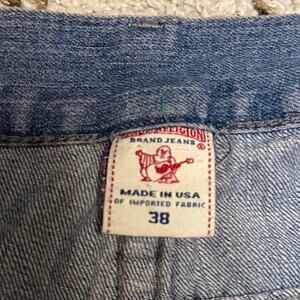 BRAND JEANS ®
MADE IN USA
OF IMPORTED FABRIC
38